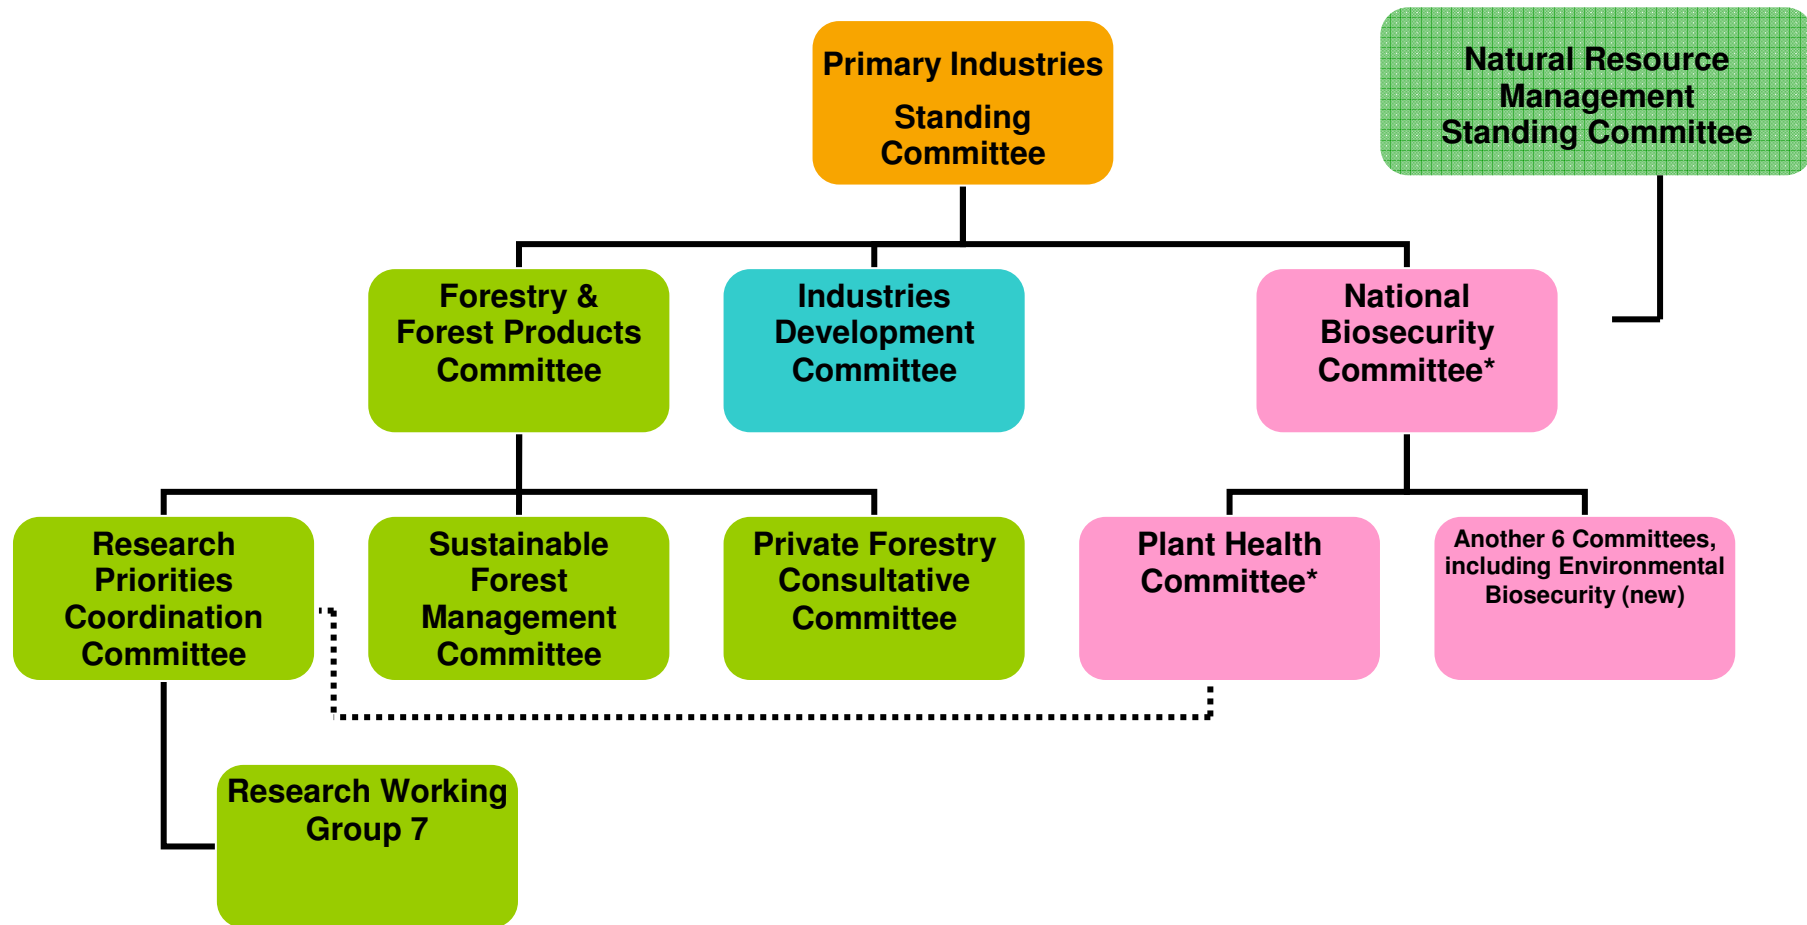 Primary Industries
Standing
Committee
Natural Resource
Management
Standing Committee
Forestry &
Forest Products
Committee
Industries
Development
Committee
National
Biosecurity
Committee*
Research
Priorities
Coordination
Committee
Sustainable
Forest
Management
Committee
Private Forestry
Consultative
Committee
Plant Health
Committee*
Another 6 Committees,
including Environmental
Biosecurity (new)
Research Working
Group 7